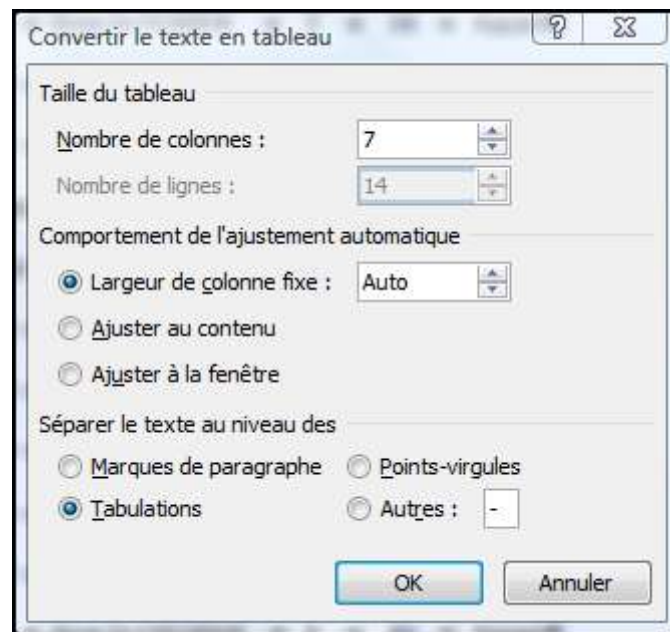 Convertir le texte en tableau
Taille du tableau
Nombre de colonnes : 7
Nombre de lignes : 14
Comportement de l'ajustement automatique
Largeur de colonne fixe : Auto
Ajuster au contenu
Ajuster à la fenêtre
Séparer le texte au niveau des
Marques de paragraphe Points-virgules
Tabulations Autres : -
OK Annuler